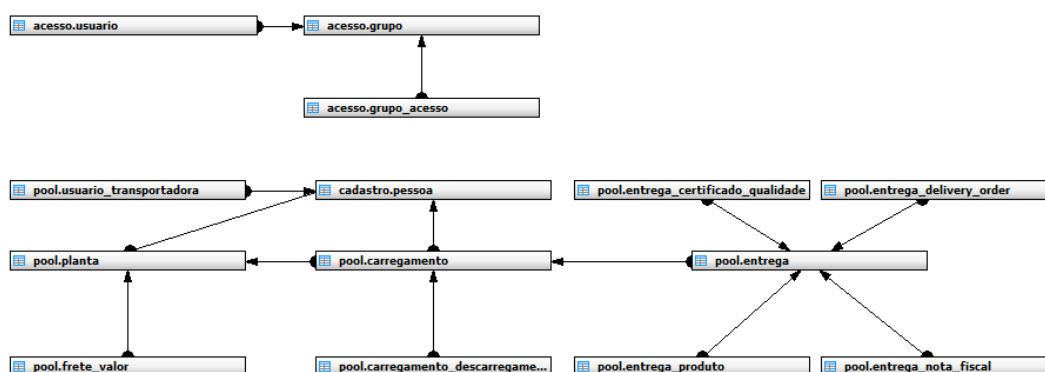 acesso.usuario
acesso.grupo
acesso.grupo_acesso
pool.usuario_transportadora
cadastro.pessoa
pool.entrega_certificado_qualidade
pool.entrega_delivery_order
pool.planta
pool.carregamento
pool.entrega
pool.frete_valor
pool.carregamento_descarregame...
pool.entrega_produto
pool.entrega_nota_fiscal